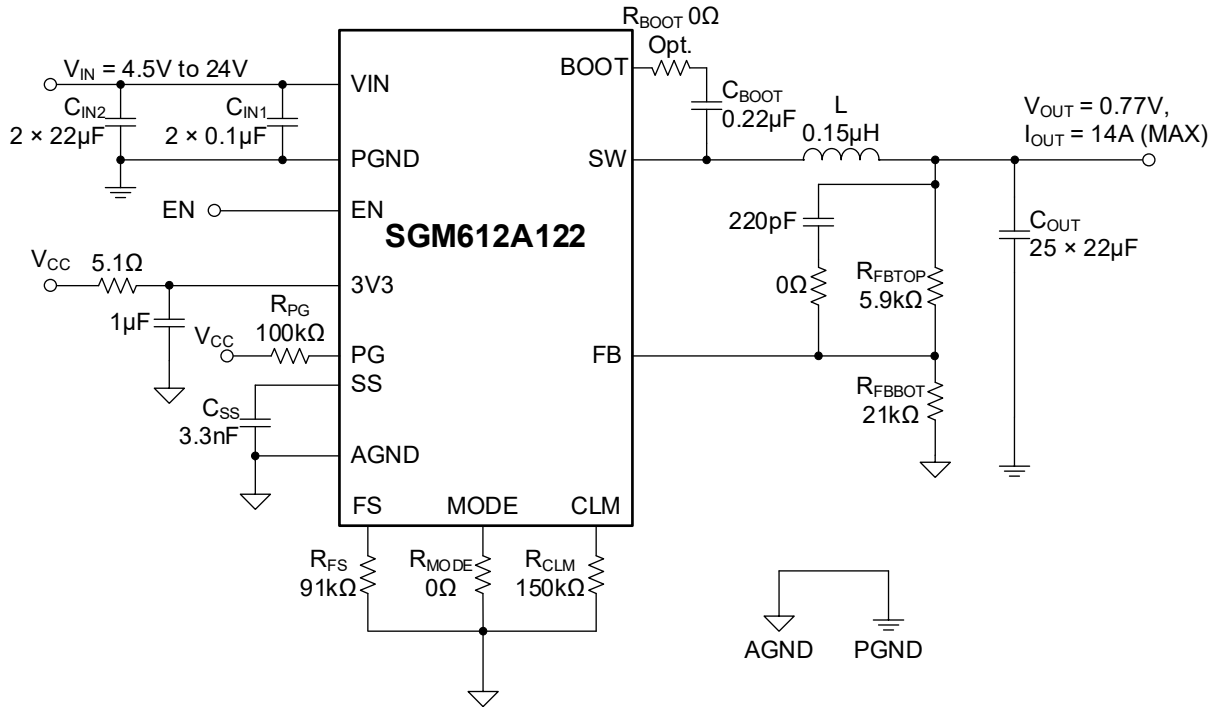 R_BOOT 0Ω
Opt.
V_IN = 4.5V to 24V
VIN
BOOT
C_IN2
2 × 22μF
C_IN1
2 × 0.1μF
C_BOOT
0.22μF
L
0.15μH
V_OUT = 0.77V,
I_OUT = 14A (MAX)
PGND
SW
EN
EN
SGM612A122
220pF
C_OUT
25 × 22μF
V_CC
5.1Ω
3V3
0Ω
R_FBTOP
5.9kΩ
1μF
R_PG
100kΩ
V_CC
PG
FB
SS
R_FBBOT
21kΩ
C_SS
3.3nF
AGND
FS
MODE
CLM
R_FS
91kΩ
R_MODE
0Ω
R_CLM
150kΩ
AGND
PGND